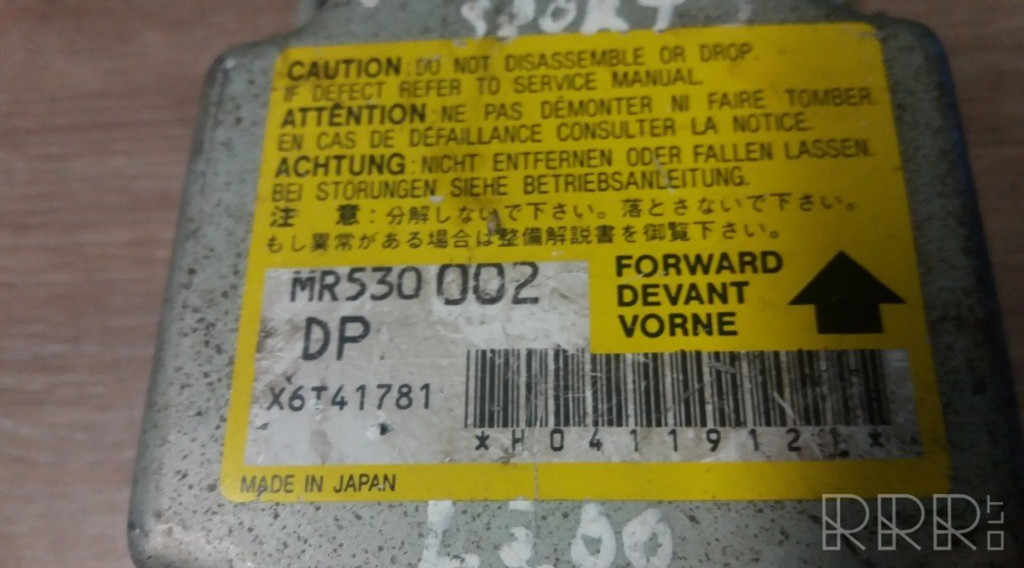 SPORT
CAUTION : DO NOT DISASSEMBLE OR DROP.
IF DEFECT REFER TO SERVICE MANUAL.
ATTENTION : NE PAS DÉMONTER NI FAIRE TOMBER
EN CAS DE DÉFAILLANCE CONSULTER LA NOTICE.
ACHTUNG : NICHT ENTFERNEN ODER FALLEN LASSEN.
BEI STÖRUNGEN SIEHE BETRIEBSANLEITUNG.
注 意 : 分解しないで下さい。落とさないで下さい。
もし異常がある場合は整備解説書を御覧下さい。
MR530002
DP
X6T41781
FORWARD
DEVANT
VORNE
MADE IN JAPAN
L200
RRR.LT